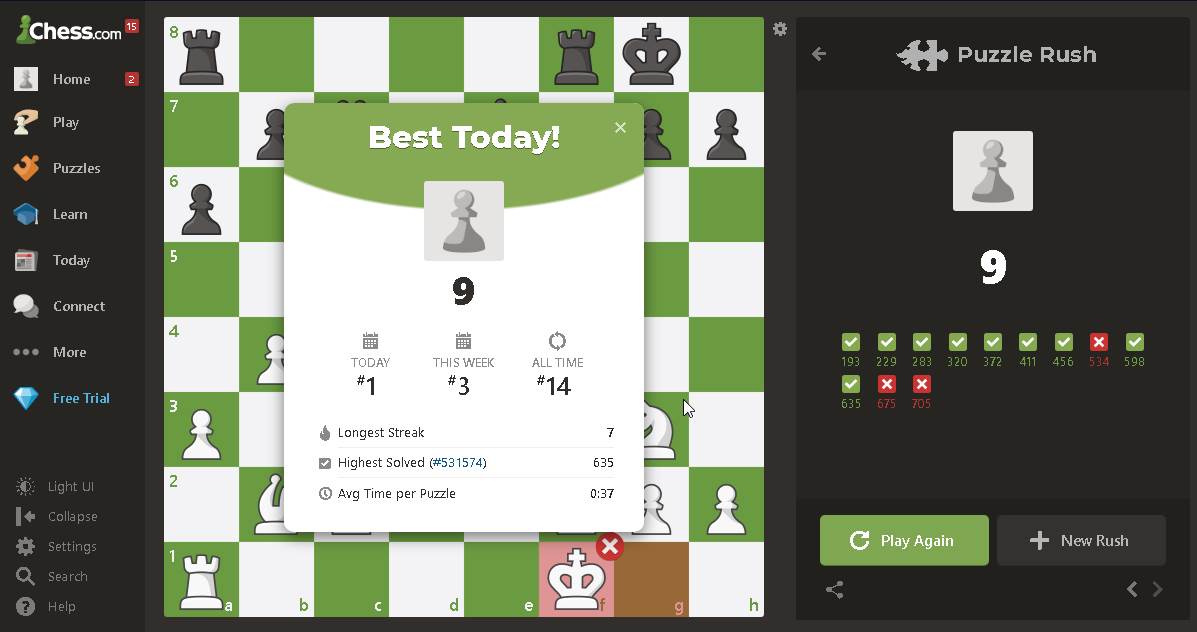 Chess.com 15
Home 2
Play
Puzzles
Learn
Today
Connect
More
Free Trial
Light UI
Collapse
Settings
Search
Help
8
7
6
5
4
3
2
1
a b c d e f g h
Best Today!
×
9
TODAY THIS WEEK ALL TIME
#1 #3 #14
Longest Streak 7
Highest Solved (#531574) 635
Avg Time per Puzzle 0:37
Puzzle Rush
9
193 229 283 320 372 411 456 534 598
635 675 705
Play Again
New Rush